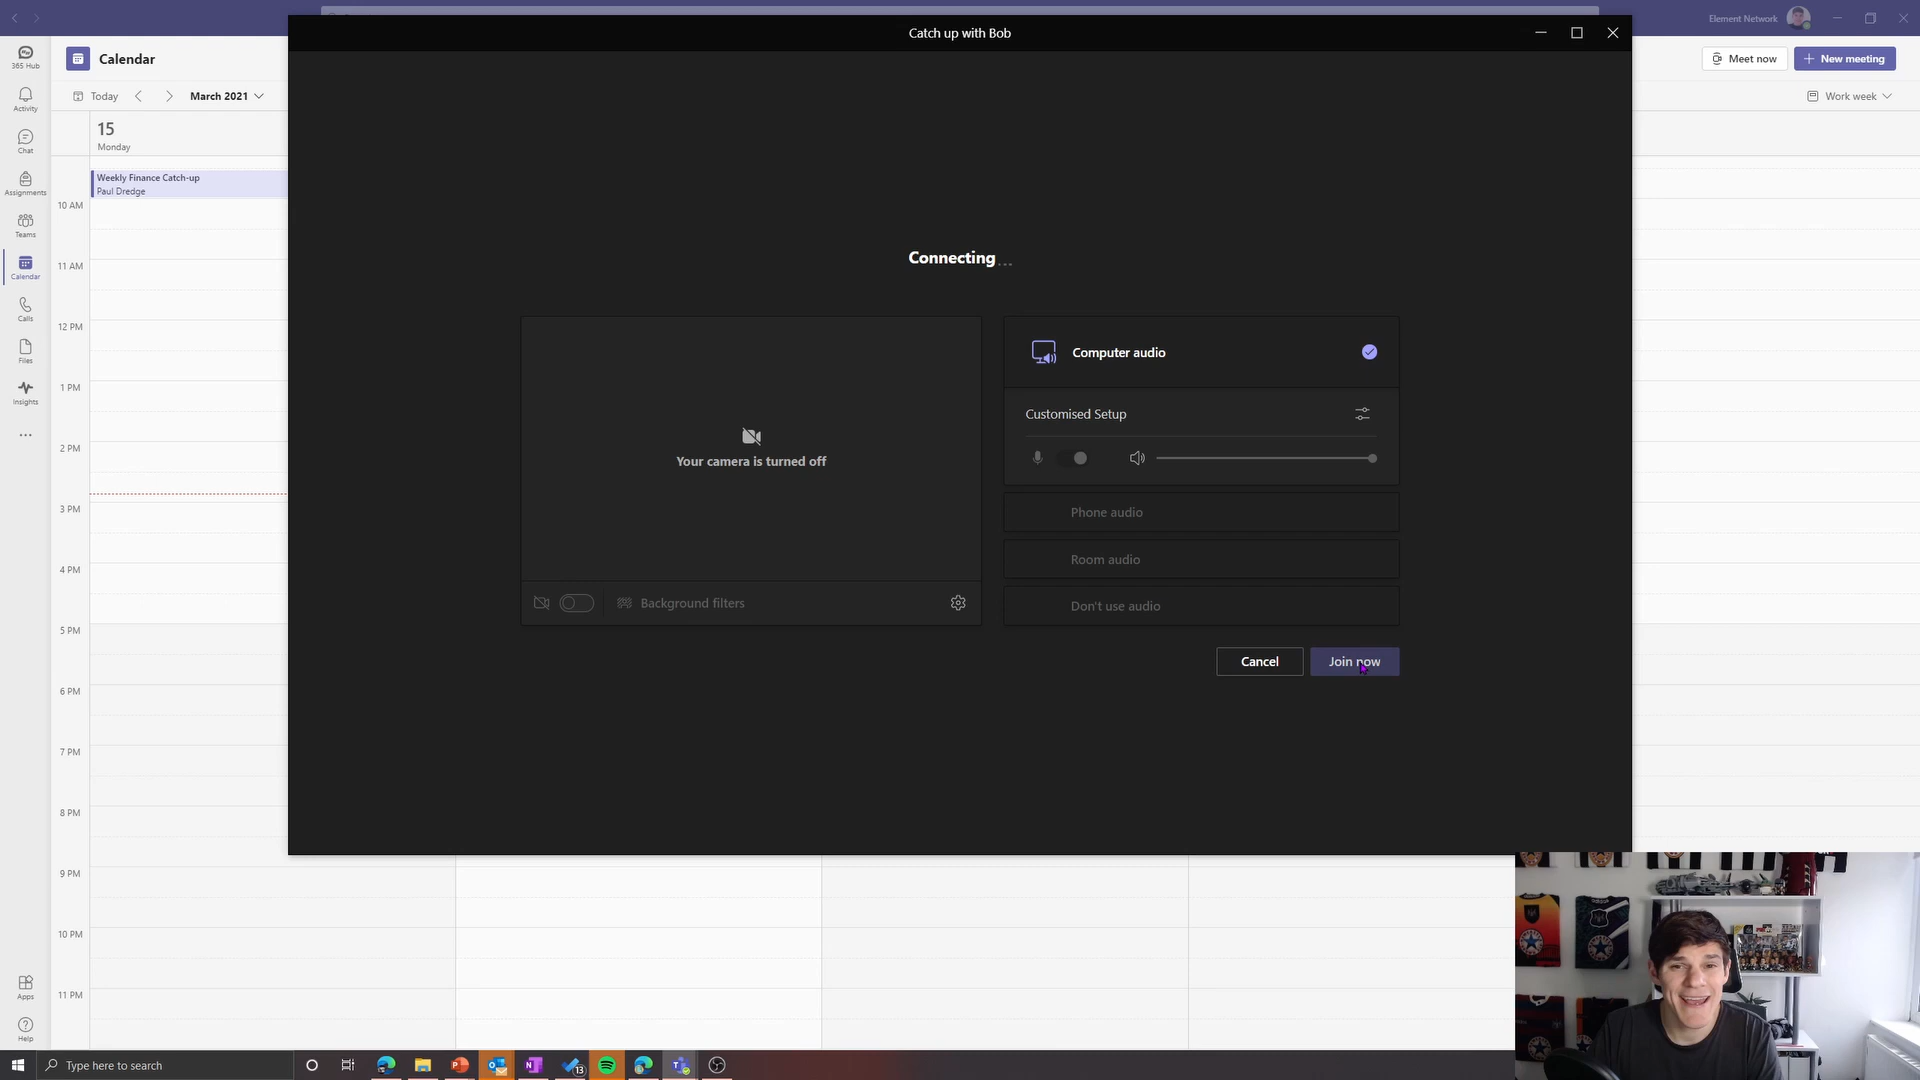 Element Network
Catch up with Bob
365 Hub
Activity
Chat
Assignments
Teams
Calendar
Calls
Files
Insights
Apps
Help
Calendar
Meet now
New meeting
Today
March 2021
Work week
15
Monday
Weekly Finance Catch-up
Paul Dredge
10 AM
11 AM
12 PM
1 PM
2 PM
3 PM
4 PM
5 PM
6 PM
7 PM
8 PM
9 PM
10 PM
11 PM
Connecting...
Your camera is turned off
Background filters
Computer audio
Customised Setup
Phone audio
Room audio
Don't use audio
Cancel
Join now
Type here to search
13